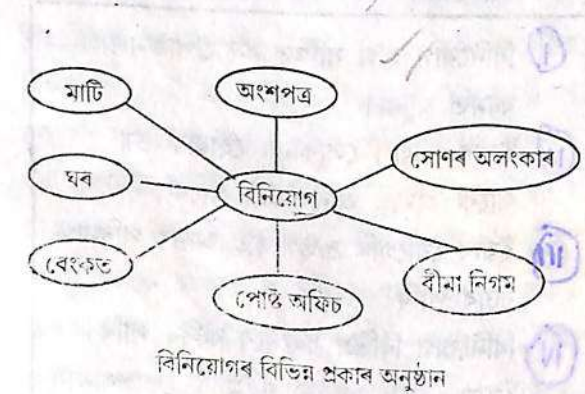 মাটি
অংশপত্ৰ
সোণৰ অলংকাৰ
ঘৰ
বিনিয়োগ
বেংকত
পোষ্ট অফিচ
বীমা নিগম
বিনিয়োগৰ বিভিন্ন প্ৰকাৰ অনুষ্ঠান